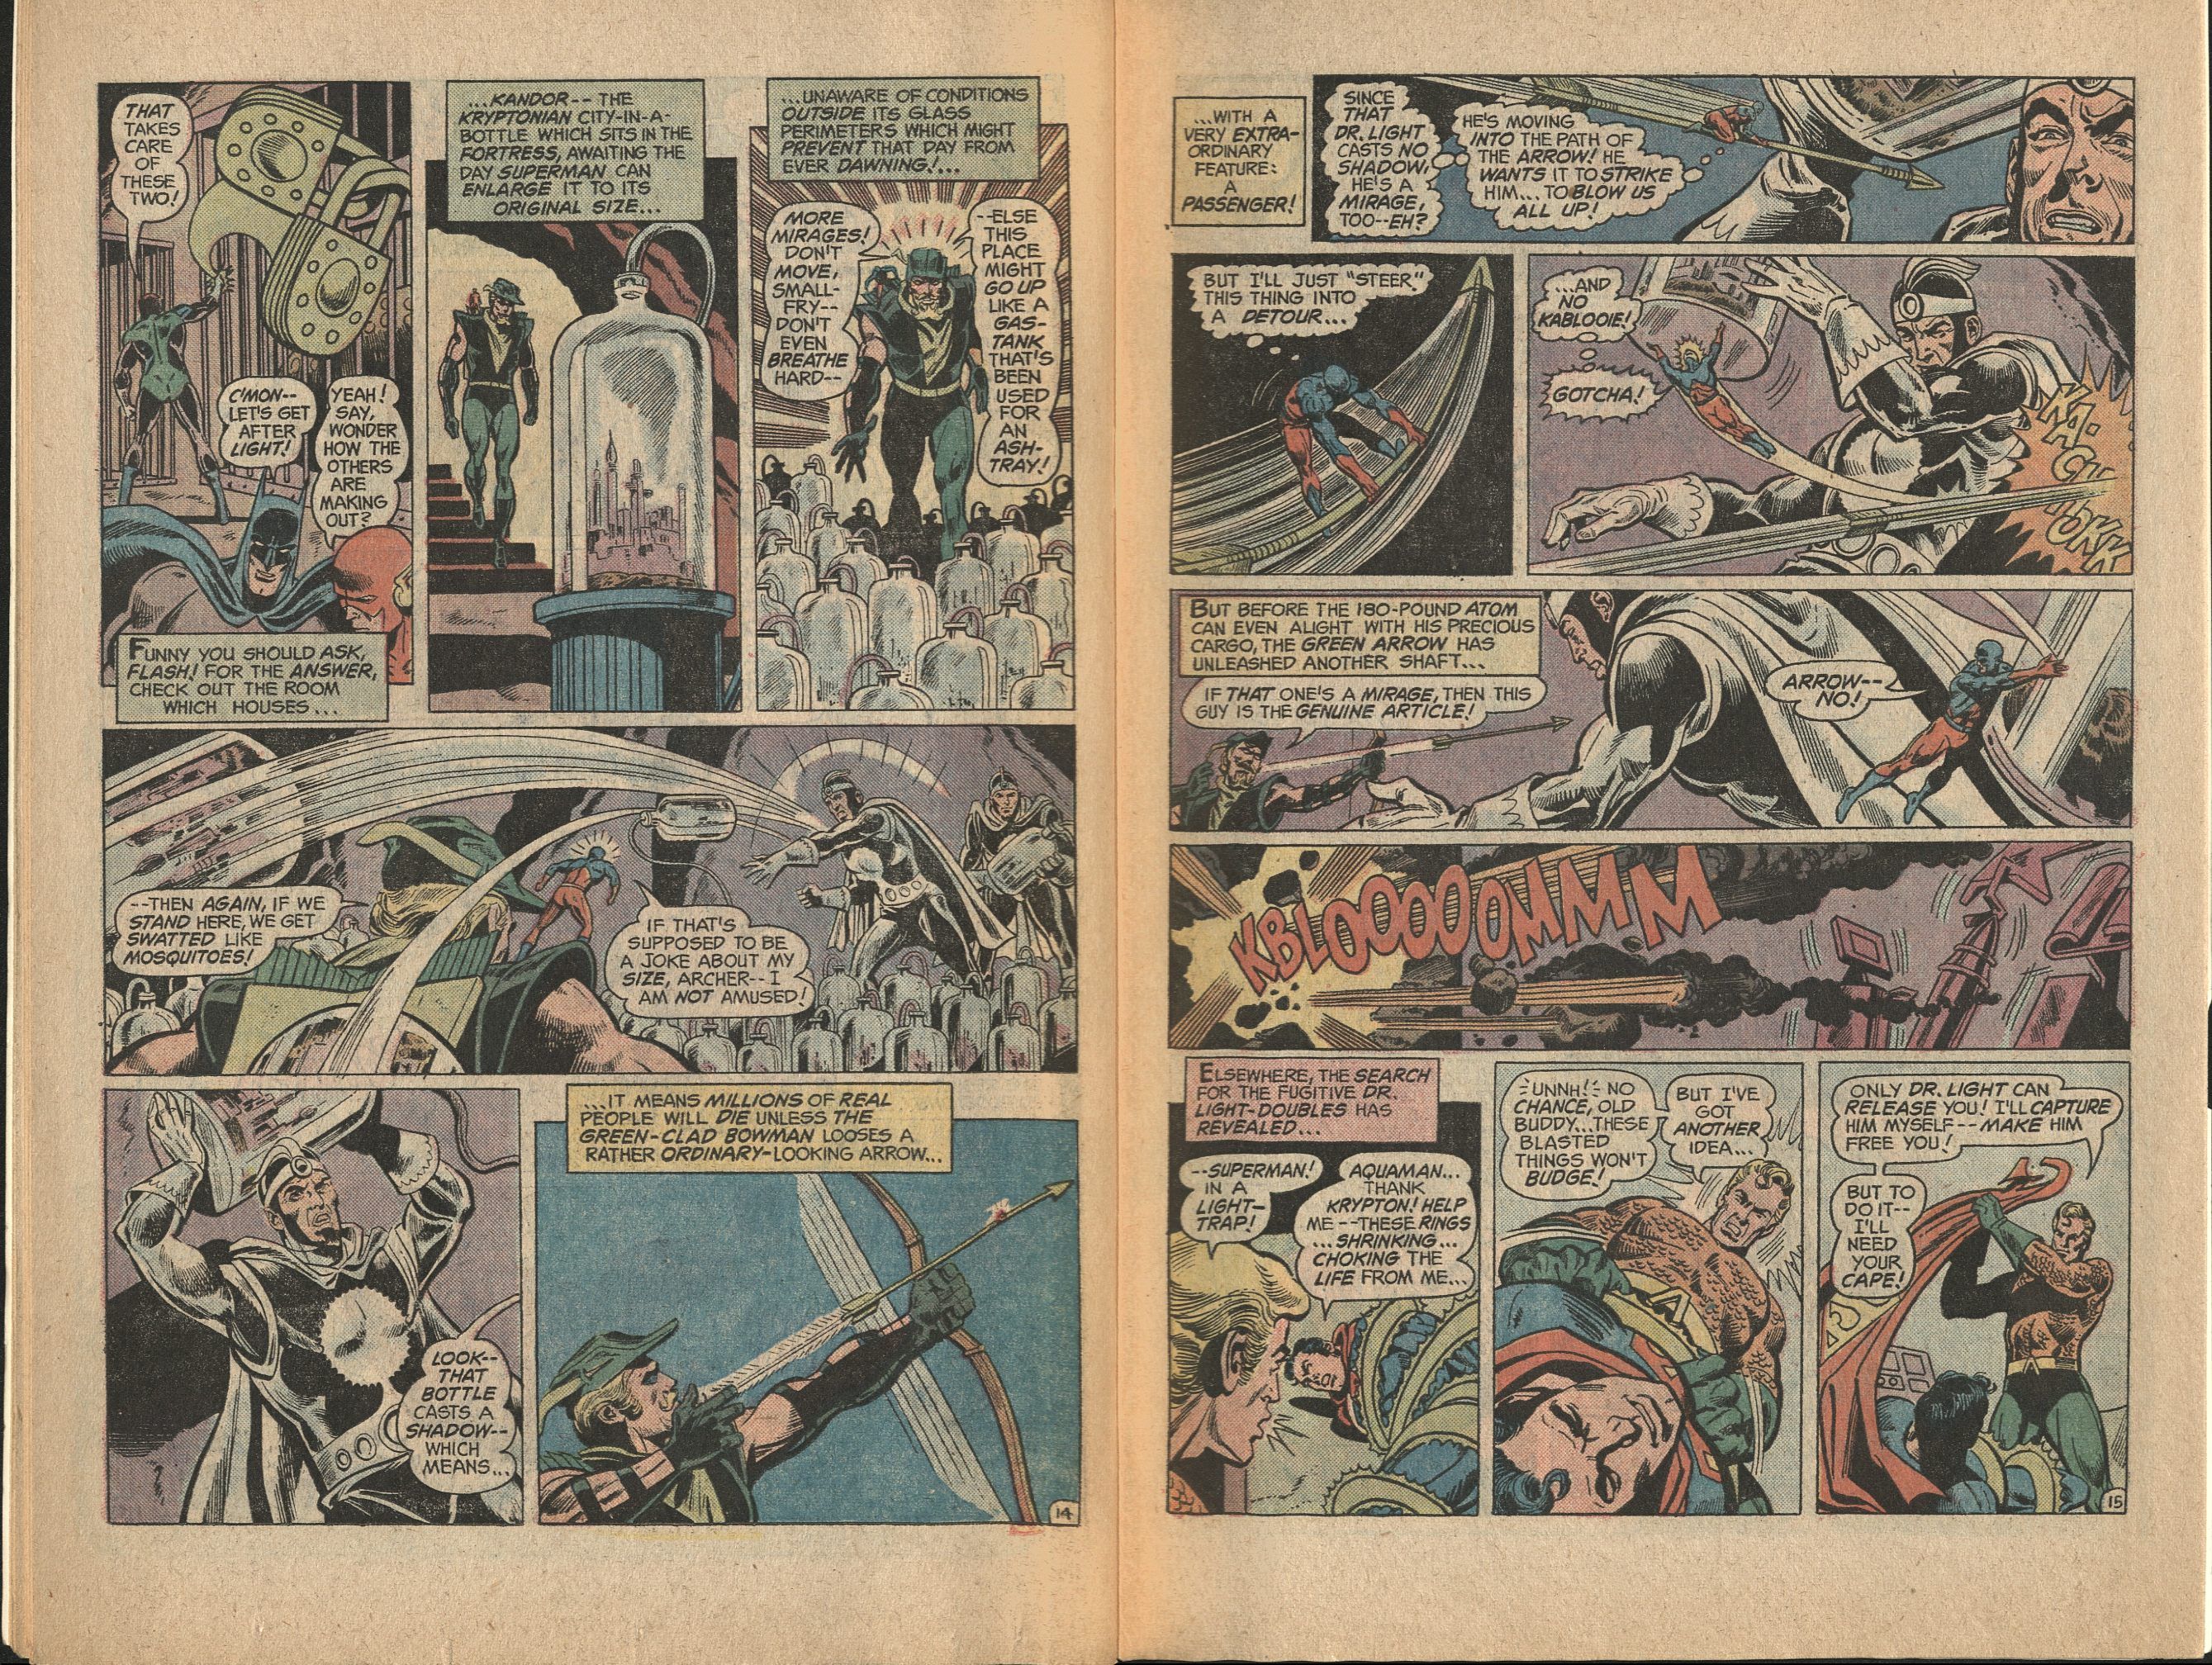 THAT
TAKES
CARE
OF
THESE
TWO!
C'MON--
LET'S GET
AFTER
LIGHT!
YEAH!
SAY,
WONDER
HOW THE
OTHERS
ARE
MAKING
OUT?
FUNNY YOU SHOULD ASK,
FLASH! FOR THE ANSWER,
CHECK OUT THE ROOM
WHICH HOUSES...
...KANDOR-- THE
KRYPTONIAN CITY-IN-A-
BOTTLE WHICH SITS IN THE
FORTRESS, AWAITING THE
DAY SUPERMAN CAN
ENLARGE IT TO ITS
ORIGINAL SIZE...
...UNAWARE OF CONDITIONS
OUTSIDE ITS GLASS
PERIMETERS WHICH MIGHT
PREVENT THAT DAY FROM
EVER DAWNING!...
MORE
MIRAGES!
DON'T
MOVE,
SMALL-
FRY--
DON'T
EVEN
BREATHE
HARD--
--ELSE
THIS
PLACE
MIGHT
GO UP
LIKE A
GAS-
TANK
THAT'S
BEEN
USED
FOR
AN
ASH-
TRAY!
--THEN AGAIN, IF WE
STAND HERE, WE GET
SWATTED LIKE
MOSQUITOES!
IF THAT'S
SUPPOSED TO BE
A JOKE ABOUT MY
SIZE, ARCHER-- I
AM NOT AMUSED!
LOOK--
THAT
BOTTLE
CASTS A
SHADOW--
WHICH
MEANS...
...IT MEANS MILLIONS OF REAL
PEOPLE WILL DIE UNLESS THE
GREEN-CLAD BOWMAN LOOSES A
RATHER ORDINARY-LOOKING ARROW...
14
...WITH A
VERY EXTRA-
ORDINARY
FEATURE:
A
PASSENGER!
SINCE
THAT
DR. LIGHT
CASTS NO
SHADOW,
HE'S A
MIRAGE,
TOO--EH?
HE'S MOVING
INTO THE PATH OF
THE ARROW! HE
WANTS IT TO STRIKE
HIM... TO BLOW US
ALL UP!
BUT I'LL JUST "STEER"
THIS THING INTO
A DETOUR...
...AND
NO
KABLOOIE!
GOTCHA!
KA-
CHOKK
BUT BEFORE THE 180-POUND ATOM
CAN EVEN ALIGHT WITH HIS PRECIOUS
CARGO, THE GREEN ARROW HAS
UNLEASHED ANOTHER SHAFT...
IF THAT ONE'S A MIRAGE, THEN THIS
GUY IS THE GENUINE ARTICLE!
ARROW--
NO!
KBLOOOOOOMMMM
ELSEWHERE, THE SEARCH
FOR THE FUGITIVE DR.
LIGHT-DOUBLES HAS
REVEALED...
--SUPERMAN!
IN A
LIGHT-
TRAP!
AQUAMAN...
THANK
KRYPTON! HELP
ME--THESE RINGS
...SHRINKING...
CHOKING THE
LIFE FROM ME...
UNNH! NO
CHANCE, OLD
BUDDY...THESE
BLASTED
THINGS WON'T
BUDGE!
BUT I'VE
GOT
ANOTHER
IDEA...
ONLY DR. LIGHT CAN
RELEASE YOU! I'LL CAPTURE
HIM MYSELF--MAKE HIM
FREE YOU!
BUT TO
DO IT--
I'LL
NEED
YOUR
CAPE!
15